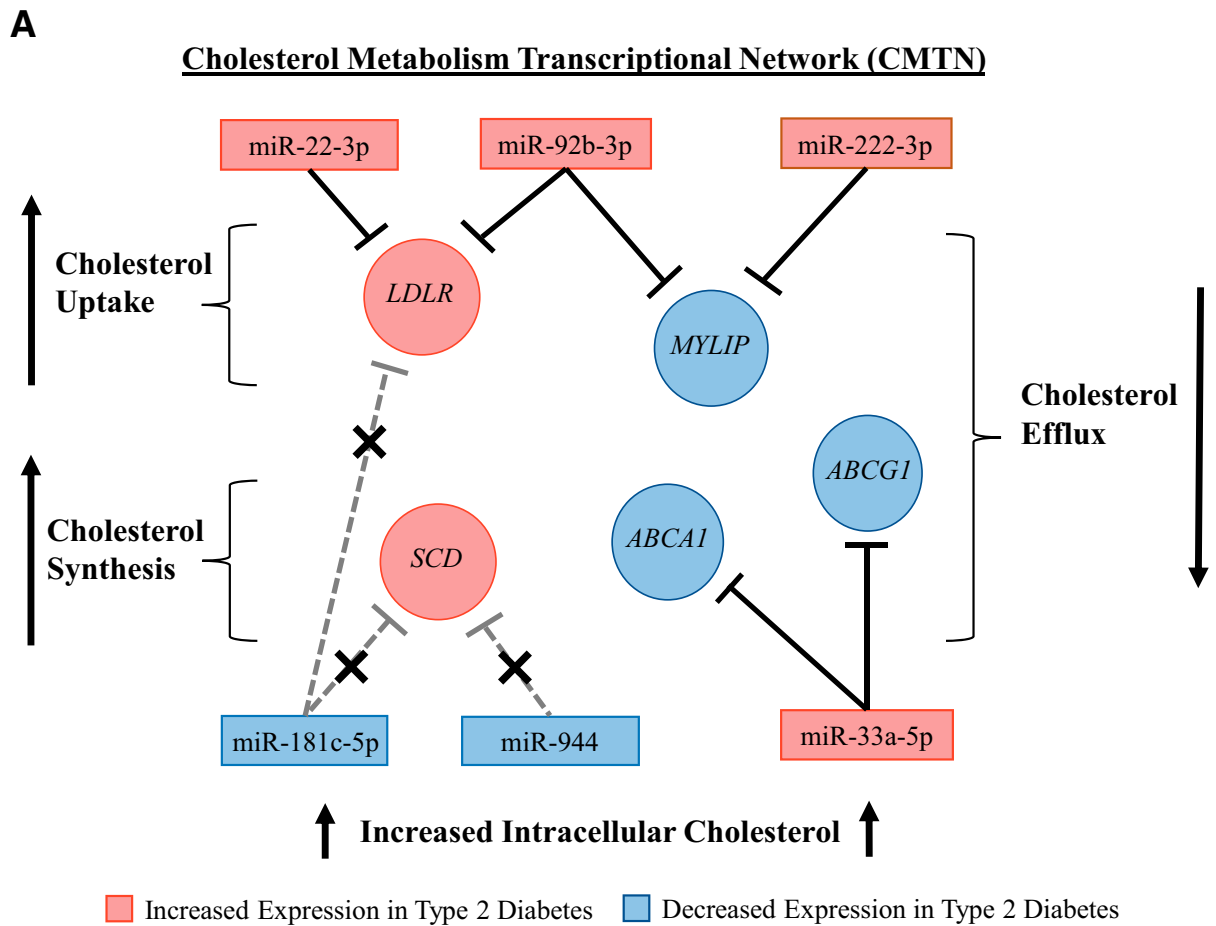 A
Cholesterol Metabolism Transcriptional Network (CMTN)
miR-22-3p
miR-92b-3p
miR-222-3p
Cholesterol
Uptake
LDLR
MYLIP
Cholesterol
Efflux
ABCG1
Cholesterol
Synthesis
SCD
ABCA1
miR-181c-5p
miR-944
miR-33a-5p
Increased Intracellular Cholesterol
Increased Expression in Type 2 Diabetes
Decreased Expression in Type 2 Diabetes